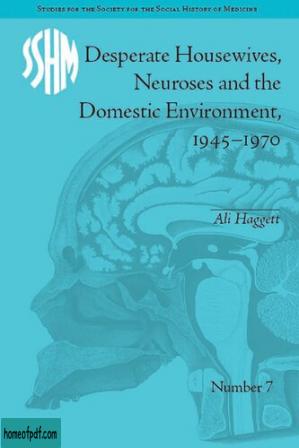 STUDIES FOR THE SOCIETY FOR THE SOCIAL HISTORY OF MEDICINE
SSHM
Desperate Housewives,
Neuroses and the
Domestic Environment,
1945–1970
Ali Haggett
Number 7
homeofpdf.com